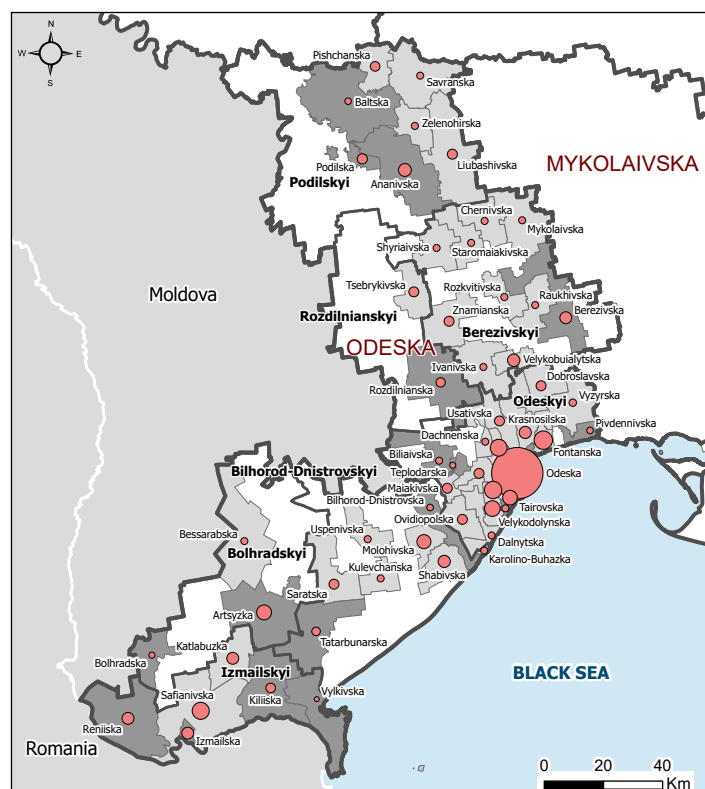 N
W E
S
Pishchanska
Savranska
Baltska
Zelenohirska
MYKOLAIVSKA
Podilska
Liubashivska
Podilskyi
Ananivska
Chernivska
Mykolaivska
Shyriaivska
Staromaiakivska
Moldova
Tsebrykivska
Rozkvitivska
Raukhivska
Rozdilnianskyi
Znamianska
Berezivska
Berezivskyi
ODESKA
Ivanivska
Velykobuialytska
Rozdilnianska
Dobroslavska
Odeskyi
Vyzyrska
Usativska
Krasnosilska
Pivdennivska
Dachnenska
Fontanska
Biliaivska
Bilhorod-Dnistrovskyi
Teplodarska
Odeska
Maiakivska
Bilhorod-Dnistrovska
Tairovska
Ovidiopolska
Velykodolynska
Uspenivska
Bessarabska
Bolhradskyi
Molohivska
Dalnytska
Kulevchanska
Karolino-Buhazka
Saratska
Shabivska
Artsyzka
Tatarbunarska
Katlabuzka
Bolhradska
Izmailskyi
BLACK SEA
Safianivska
Kiliiska
Vylkivska
Reniiska
Izmailska
Romania
0 20 40
Km